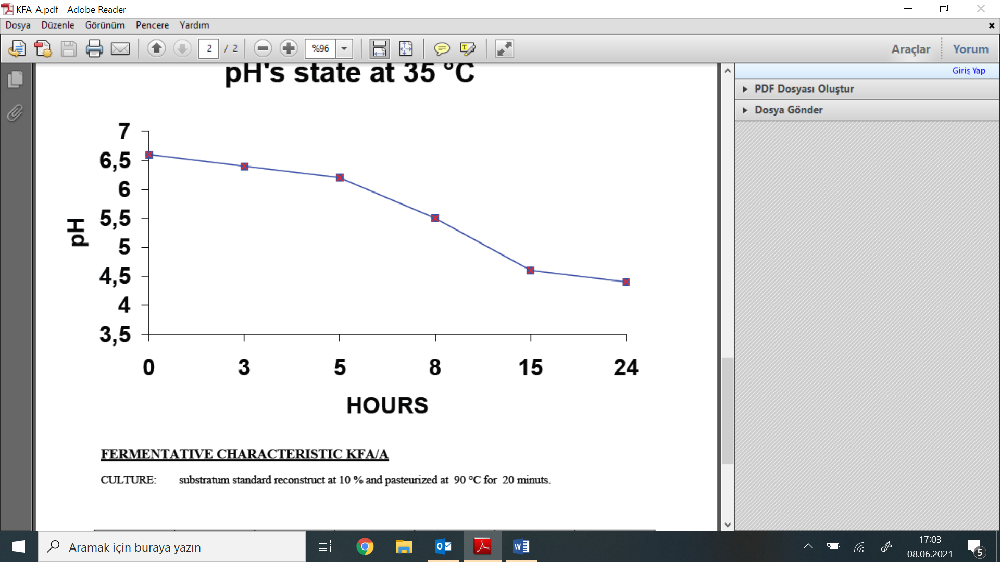 KFA-A.pdf - Adobe Reader
Dosya Düzenle Görünüm Pencere Yardım
2 / 2 %96 Araçlar Yorum
Giriş Yap
PDF Dosyası Oluştur
Dosya Gönder
pH's state at 35 °C
7
6,5
6
5,5
5
4,5
4
3,5
pH
0 3 5 8 15 24
HOURS
FERMENTATIVE CHARACTERISTIC KFA/A
CULTURE: substratum standard reconstruct at 10 % and pasteurized at 90 °C for 20 minuts.
Aramak için buraya yazın
17:03
08.06.2021
5